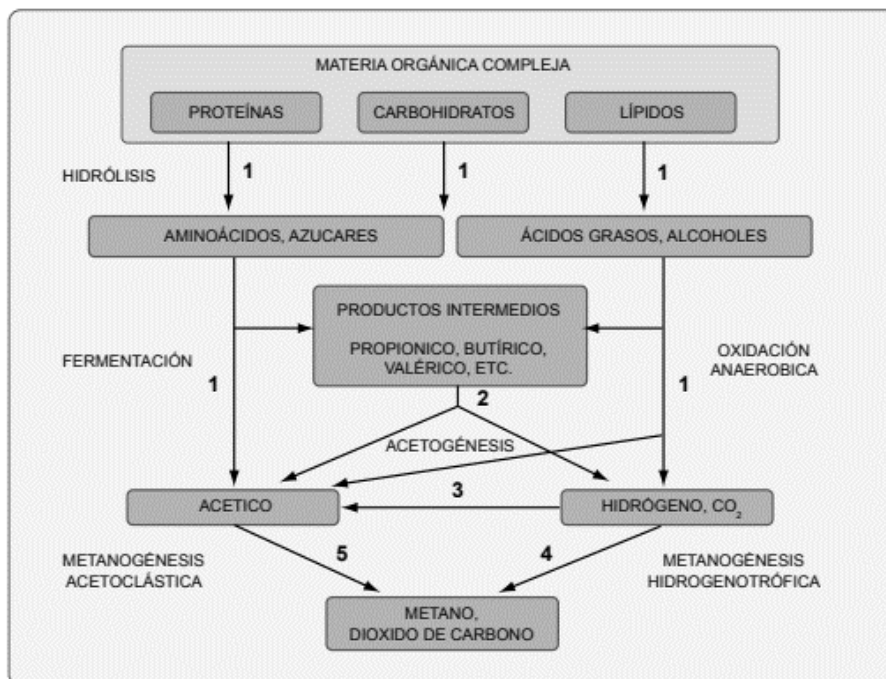 MATERIA ORGÁNICA COMPLEJA
PROTEÍNAS
CARBOHIDRATOS
LÍPIDOS
HIDRÓLISIS
1
1
1
AMINOÁCIDOS, AZUCARES
ÁCIDOS GRASOS, ALCOHOLES
PRODUCTOS INTERMEDIOS
PROPIONICO, BUTÍRICO,
VALÉRICO, ETC.
FERMENTACIÓN
1
OXIDACIÓN
ANAEROBICA
1
2
ACETOGÉNESIS
ACETICO
3
HIDRÓGENO, CO₂
METANOGÉNESIS
ACETOCLÁSTICA
5
4
METANOGÉNESIS
HIDROGENOTRÓFICA
METANO,
DIOXIDO DE CARBONO